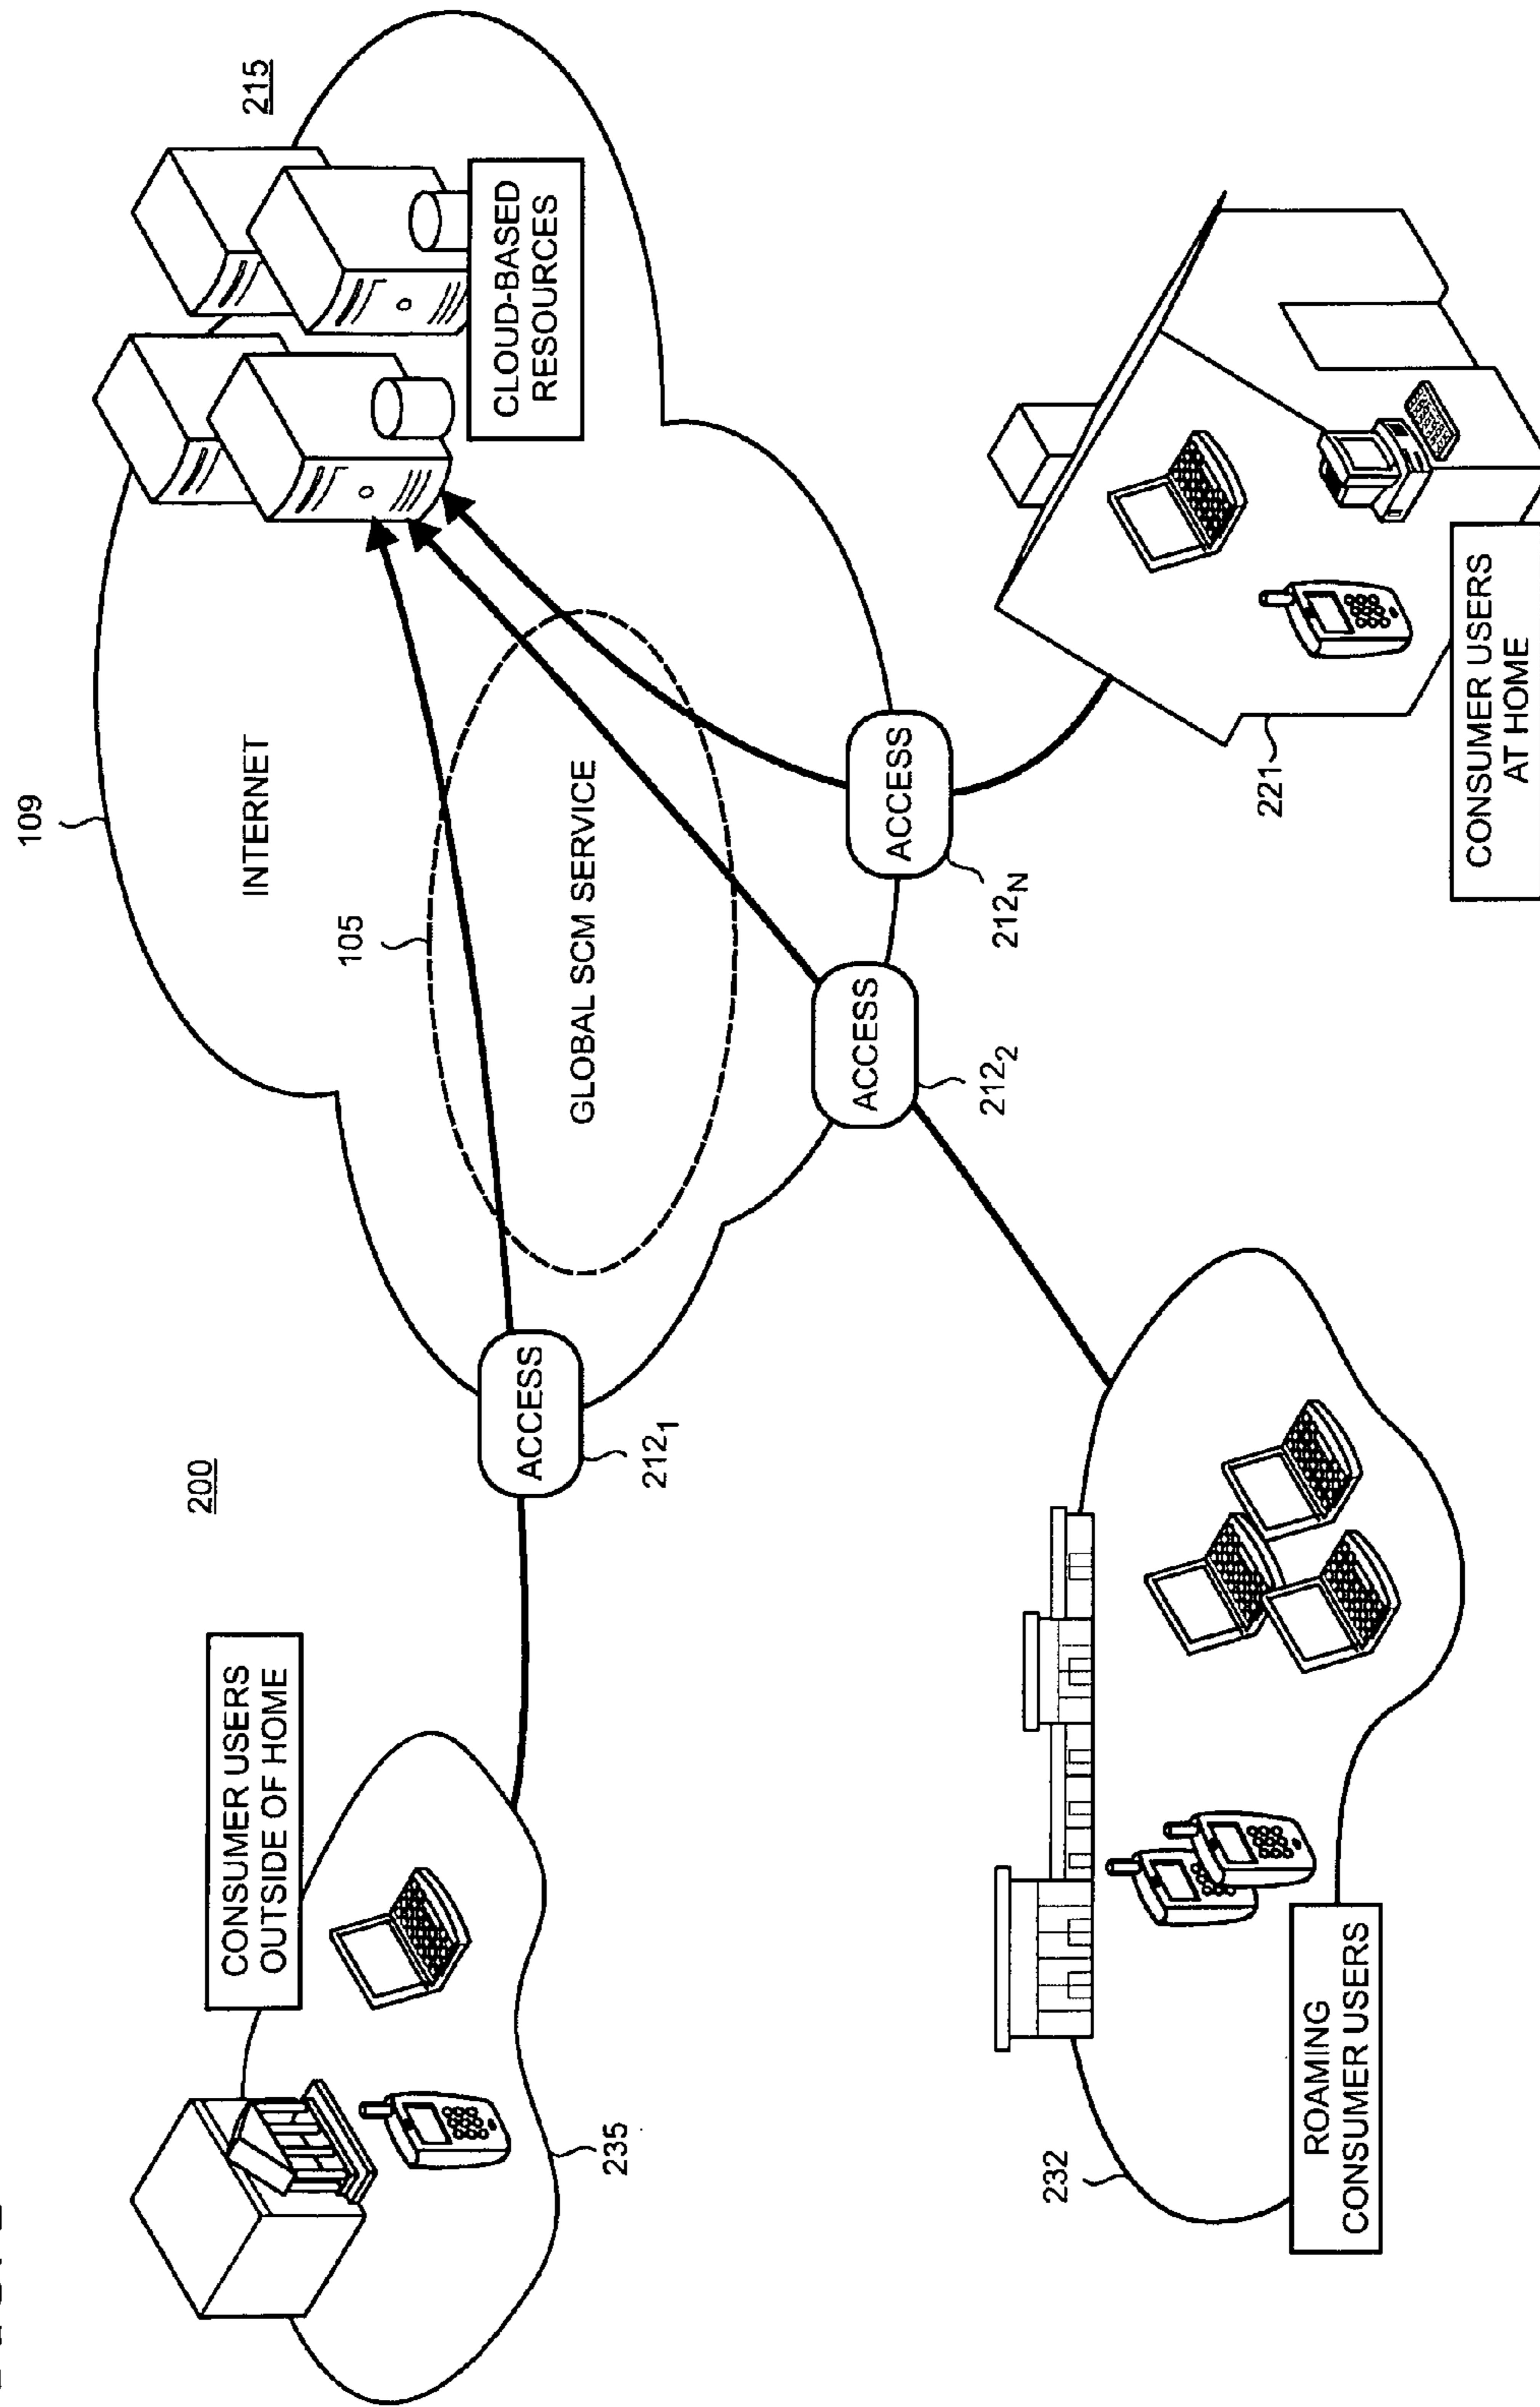 200
CONSUMER USERS
OUTSIDE OF HOME
235
109
INTERNET
105
GLOBAL SCM SERVICE
215
CLOUD-BASED
RESOURCES
ACCESS
212₁
ACCESS
212₂
ACCESS
212N
232
ROAMING
CONSUMER USERS
221
CONSUMER USERS
AT HOME